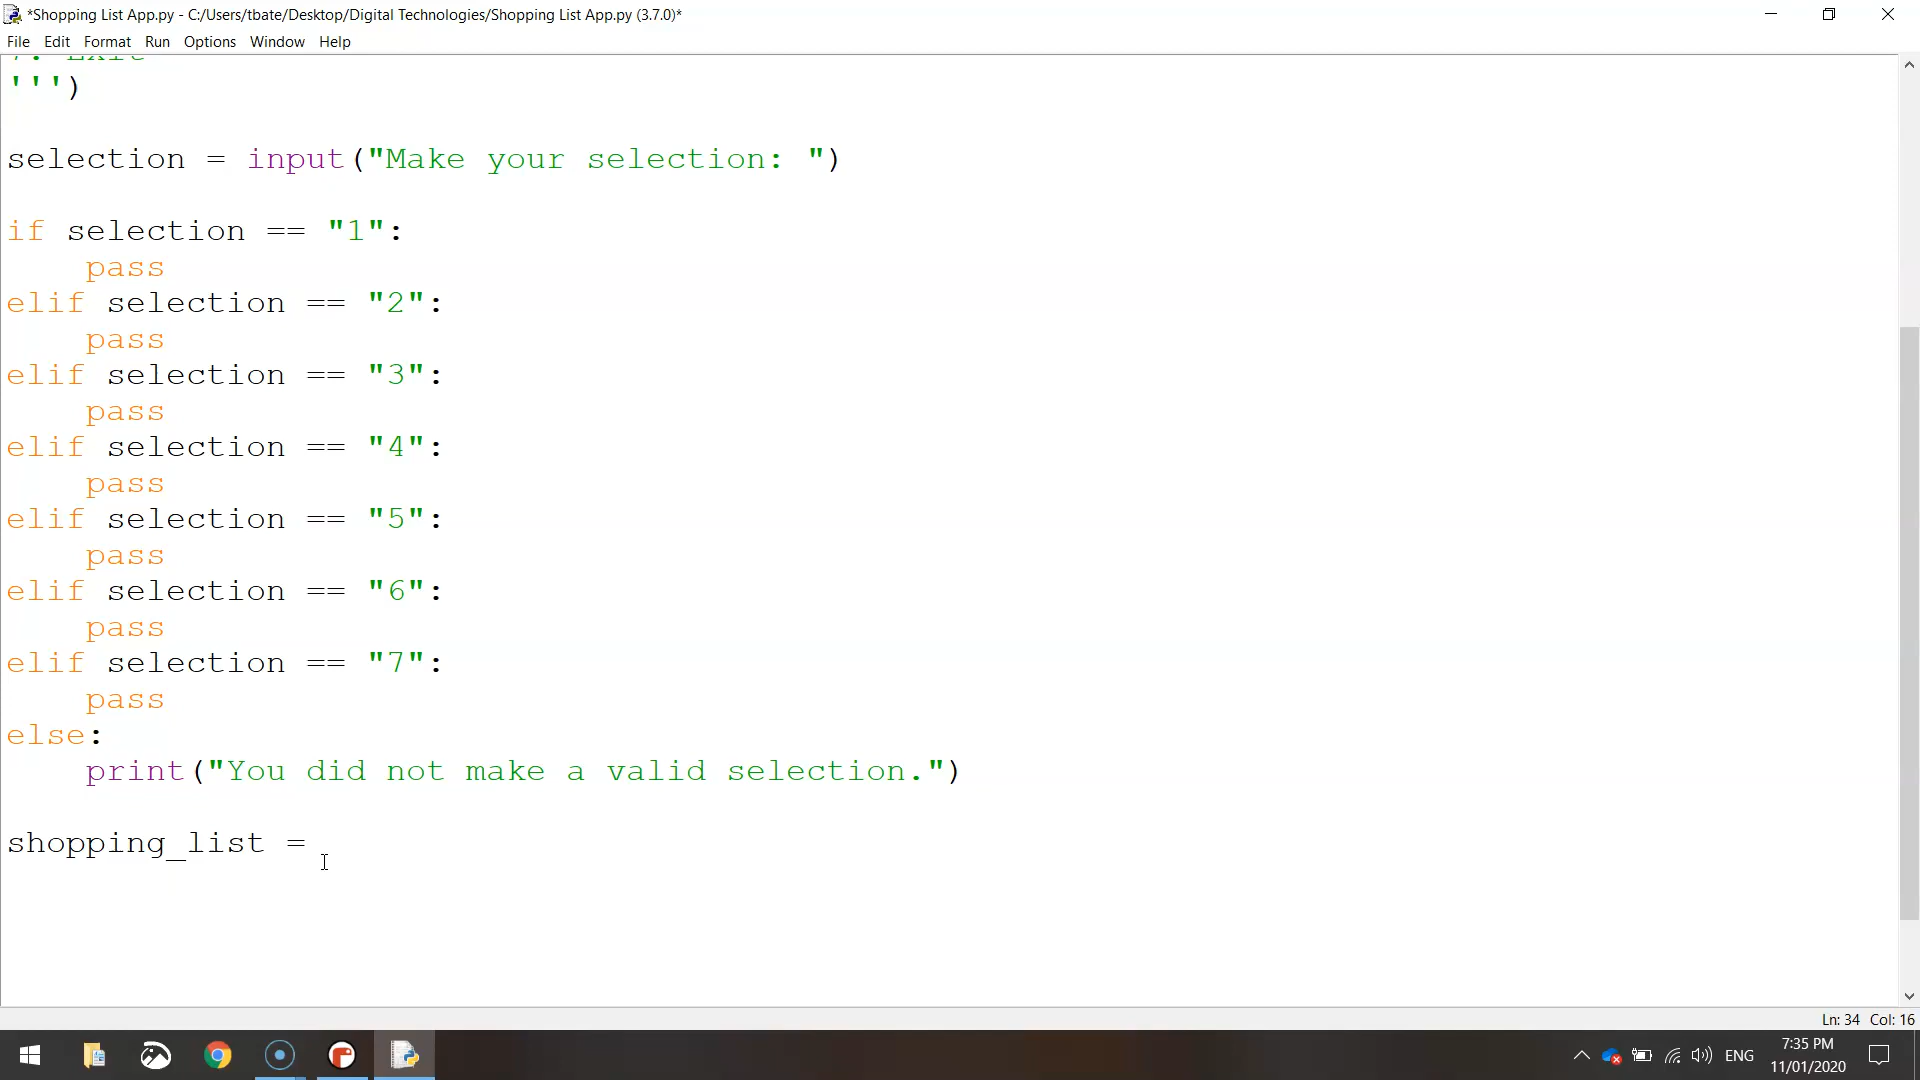 *Shopping List App.py - C:/Users/tbate/Desktop/Digital Technologies/Shopping List App.py (3.7.0)*
File Edit Format Run Options Window Help
''')
selection = input("Make your selection: ")
if selection == "1":
    pass
elif selection == "2":
    pass
elif selection == "3":
    pass
elif selection == "4":
    pass
elif selection == "5":
    pass
elif selection == "6":
    pass
elif selection == "7":
    pass
else:
    print("You did not make a valid selection.")
shopping_list =
Ln: 34 Col: 16
ENG
7:35 PM
11/01/2020